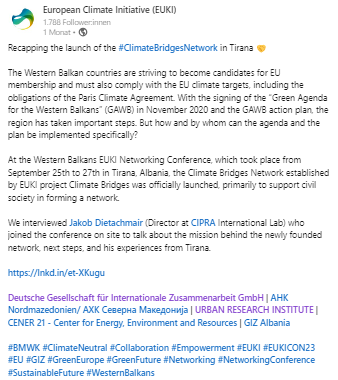 European Climate Initiative (EUKI)
1.788 Follower:innen
1 Monat •
Recapping the launch of the #ClimateBridgesNetwork in Tirana 🤝
The Western Balkan countries are striving to become candidates for EU
membership and must also comply with the EU climate targets, including the
obligations of the Paris Climate Agreement. With the signing of the "Green Agenda
for the Western Balkans" (GAWB) in November 2020 and the GAWB action plan, the
region has taken important steps. But how and by whom can the agenda and the
plan be implemented specifically?
At the Western Balkans EUKI Networking Conference, which took place from
September 25th to 27th in Tirana, Albania, the Climate Bridges Network established
by EUKI project Climate Bridges was officially launched, primarily to support civil
society in forming a network.
We interviewed Jakob Dietachmair (Director at CIPRA International Lab) who
joined the conference on site to talk about the mission behind the newly founded
network, next steps, and his experiences from Tirana.
https://lnkd.in/et-XKugu
Deutsche Gesellschaft für Internationale Zusammenarbeit GmbH | AHK
Nordmazedonien/ АХК Северна Македонија | URBAN RESEARCH INSTITUTE |
CENER 21 - Center for Energy, Environment and Resources | GIZ Albania
#BMWK #ClimateNeutral #Collaboration #Empowerment #EUKI #EUKICON23
#EU #GIZ #GreenEurope #GreenFuture #Networking #NetworkingConference
#SustainableFuture #WesternBalkans